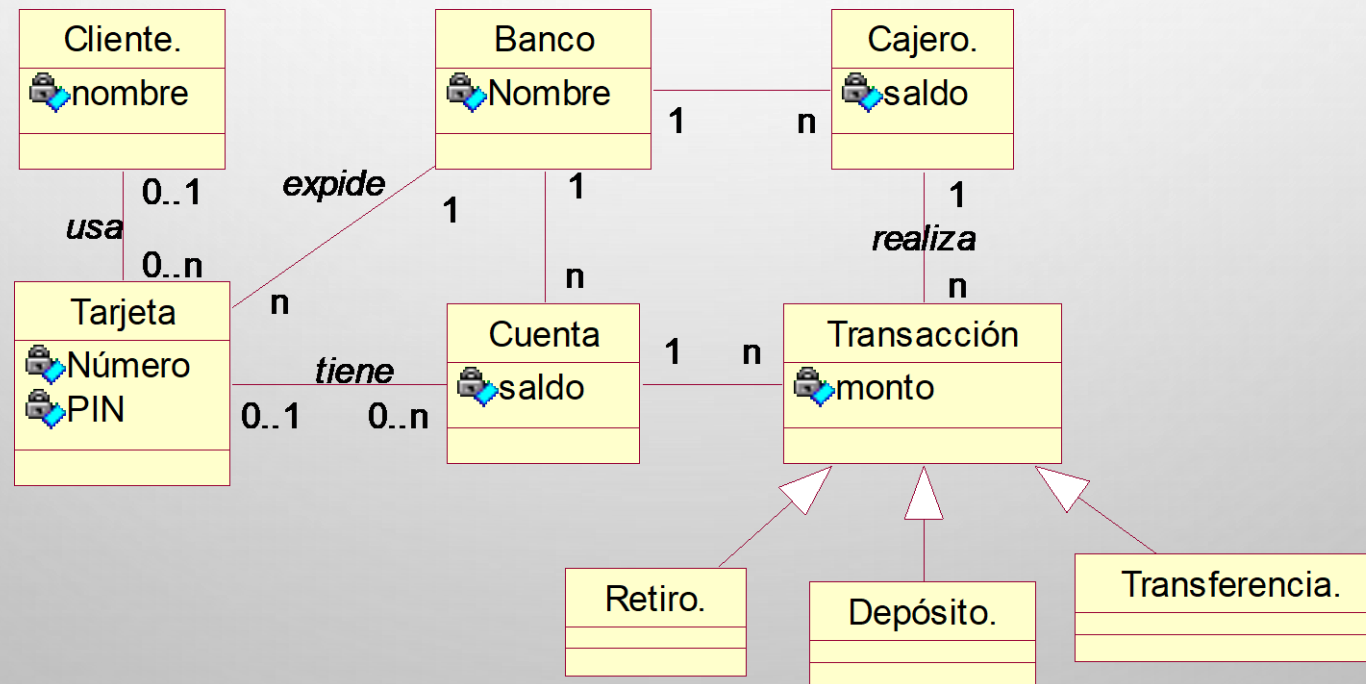 Cliente.
nombre
Banco
Nombre
Cajero.
saldo
1
n
0..1
usa
0..n
expide
1
n
1
n
1
realiza
n
Tarjeta
Número
PIN
tiene
0..1
0..n
Cuenta
saldo
1
n
Transacción
monto
Retiro.
Depósito.
Transferencia.